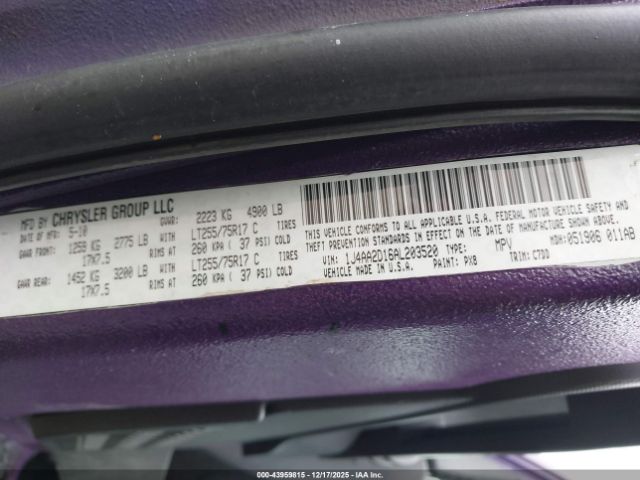 MFD BY CHRYSLER GROUP LLC
DATE OF MFD: 5-10 GVWR: 2223 KG 4900 LB
GAWR FRONT: 1259 KG 2775 LB WITH LT255/75R17 C TIRES
17X7.5 RIMS AT 260 KPA ( 37 PSI) COLD
GAWR REAR: 1452 KG 3200 LB WITH LT255/75R17 C TIRES
17X7.5 RIMS AT 260 KPA ( 37 PSI) COLD
THIS VEHICLE CONFORMS TO ALL APPLICABLE U.S.A. FEDERAL MOTOR VEHICLE SAFETY AND
THEFT PREVENTION STANDARDS IN EFFECT ON THE DATE OF MANUFACTURE SHOWN ABOVE.
VIN: 1J4AA2D16AL203520 TYPE: MPV MDH: 051906 011AB
VEHICLE MADE IN U.S.A. PAINT: PX8 TRIM: C7DD
000-43959815 - 12/17/2025 - IAA Inc.